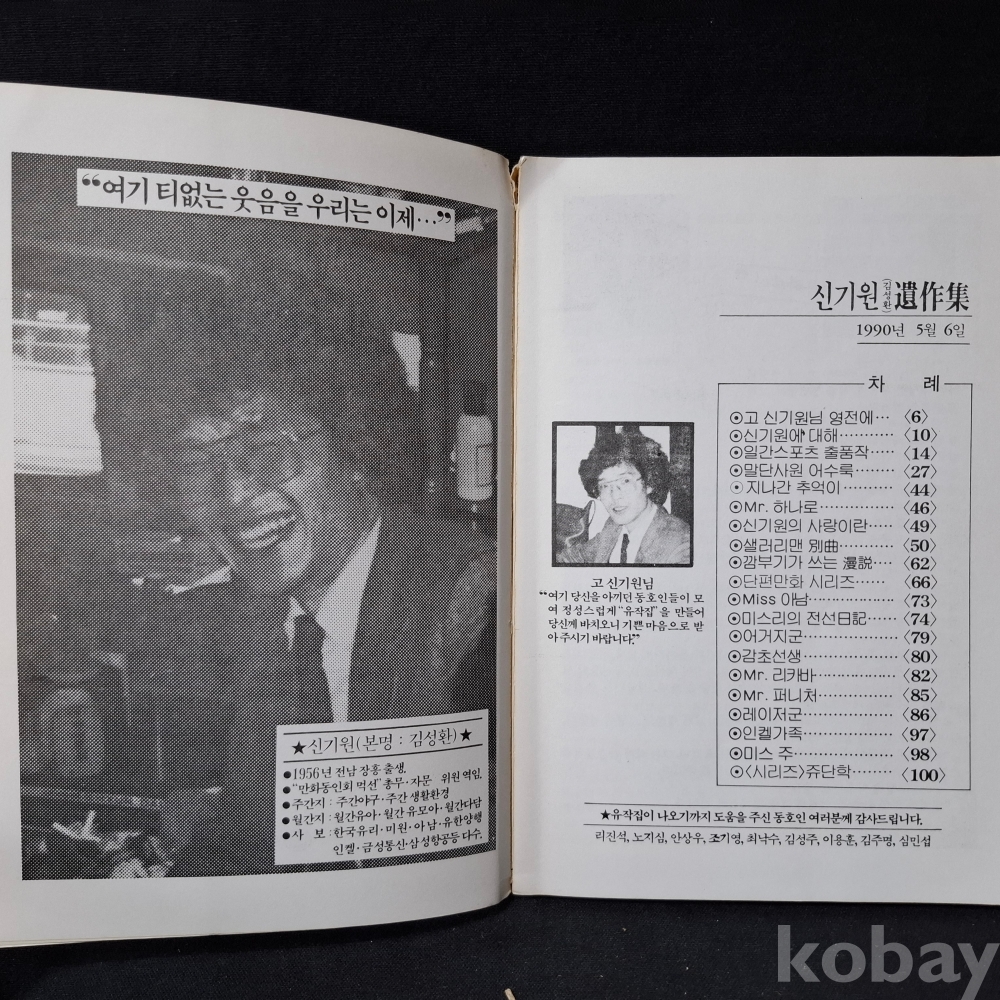 “여기 티없는 웃음을 우리는 이제…”
★신기원(본명 : 김성환)★
●1956년 전남 장흥 출생.
●“만화동인회 먹선” 총무·자문 위원 역임.
●주간지 : 주간야구·주간 생활환경
●월간지 : 월간유아·월간 유모아·월간다담
●사 보 : 한국유리·미원·아남·유한양행
인켈·금성통신·삼성항공등 다수.
신기원(김성환)遺作集
1990년 5월 6일
차 례
⊙고 신기원님 영전에…〈6〉
⊙신기원에 대해…………〈10〉
⊙일간스포츠 출품작……〈14〉
⊙말단사원 어수룩………〈27〉
⊙지나간 추억이…………〈44〉
⊙Mr. 하나로……………〈46〉
⊙신기원의 사랑이란……〈49〉
⊙샐러리맨 別曲…………〈50〉
⊙깜부기가 쓰는 漫說…〈62〉
⊙단편만화 시리즈………〈66〉
⊙Miss 아남………………〈73〉
⊙미스리의 전선日記……〈74〉
⊙어거지군…………………〈79〉
⊙감초선생…………………〈80〉
⊙Mr. 리카바……………〈82〉
⊙Mr. 퍼니처……………〈85〉
⊙레이저군…………………〈86〉
⊙인켈가족…………………〈97〉
⊙미스 주…………………〈98〉
⊙〈시리즈〉쥬단학………〈100〉
고 신기원님
“여기 당신을 아끼던 동호인들이 모
여 정성스럽게 “유작집”을 만들어
당신께 바치오니 기쁜 마음으로 받
아 주시기 바랍니다.”
★유작집이 나오기까지 도움을 주신 동호인 여러분께 감사드립니다.
리진석, 노지심, 안상우, 조기영, 최낙수, 김성주, 이용훈, 김주명, 심민섭
kobay